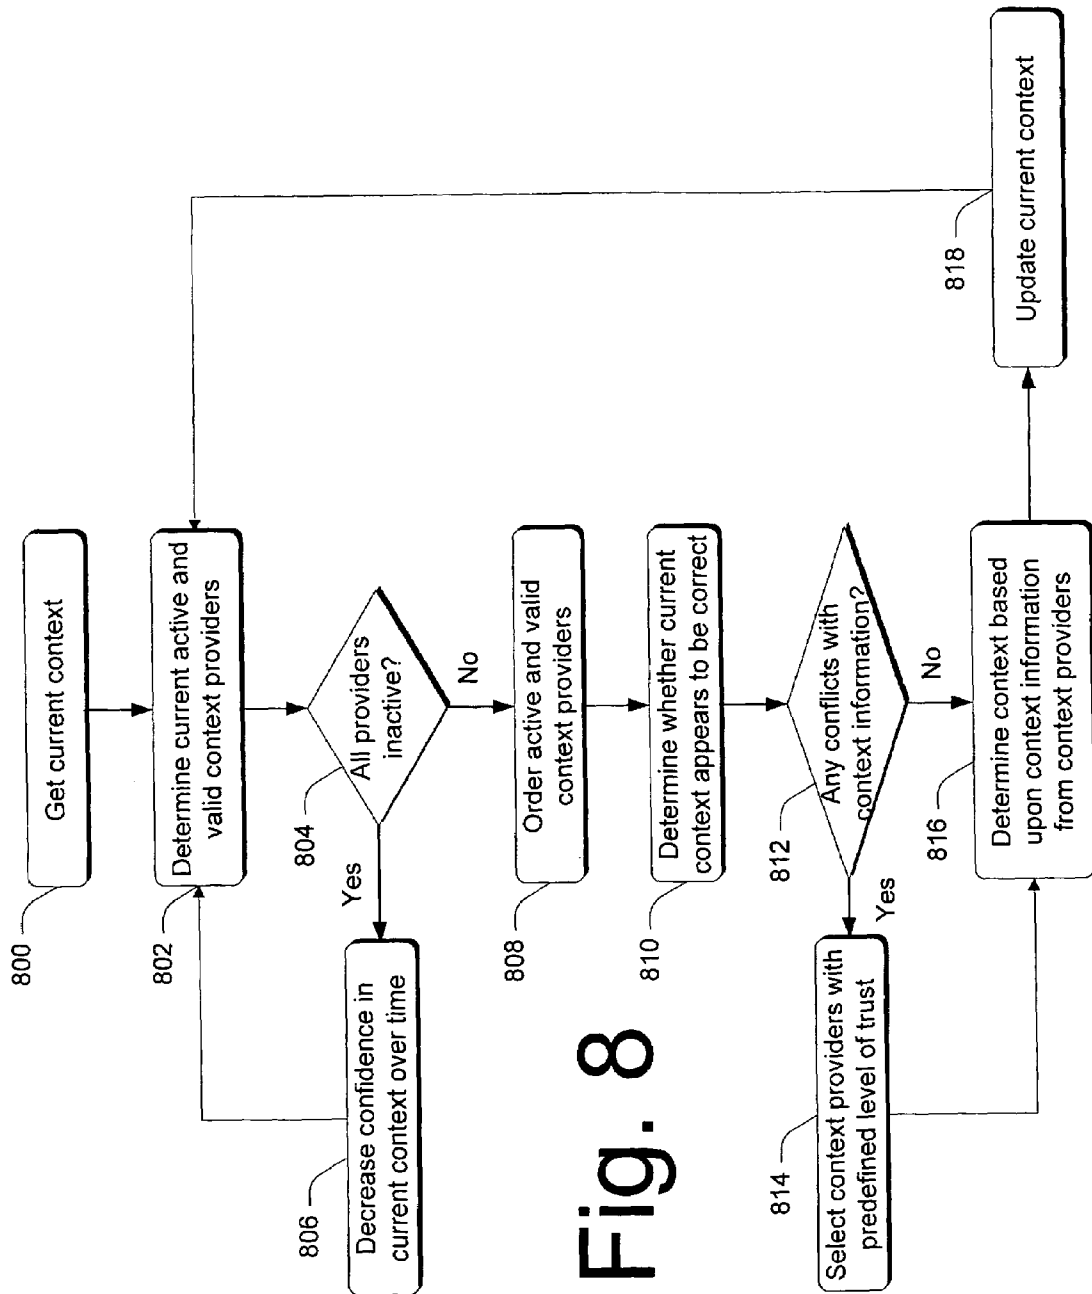 800
Get current context
802
Determine current active and
valid context providers
804
All providers
inactive?
Yes
No
806
Decrease confidence in
current context over time
808
Order active and valid
context providers
810
Determine whether current
context appears to be correct
812
Any conflicts with
context information?
Yes
No
814
Select context providers with
predefined level of trust
816
Determine context based
upon context information
from context providers
818
Update current context
Fig. 8